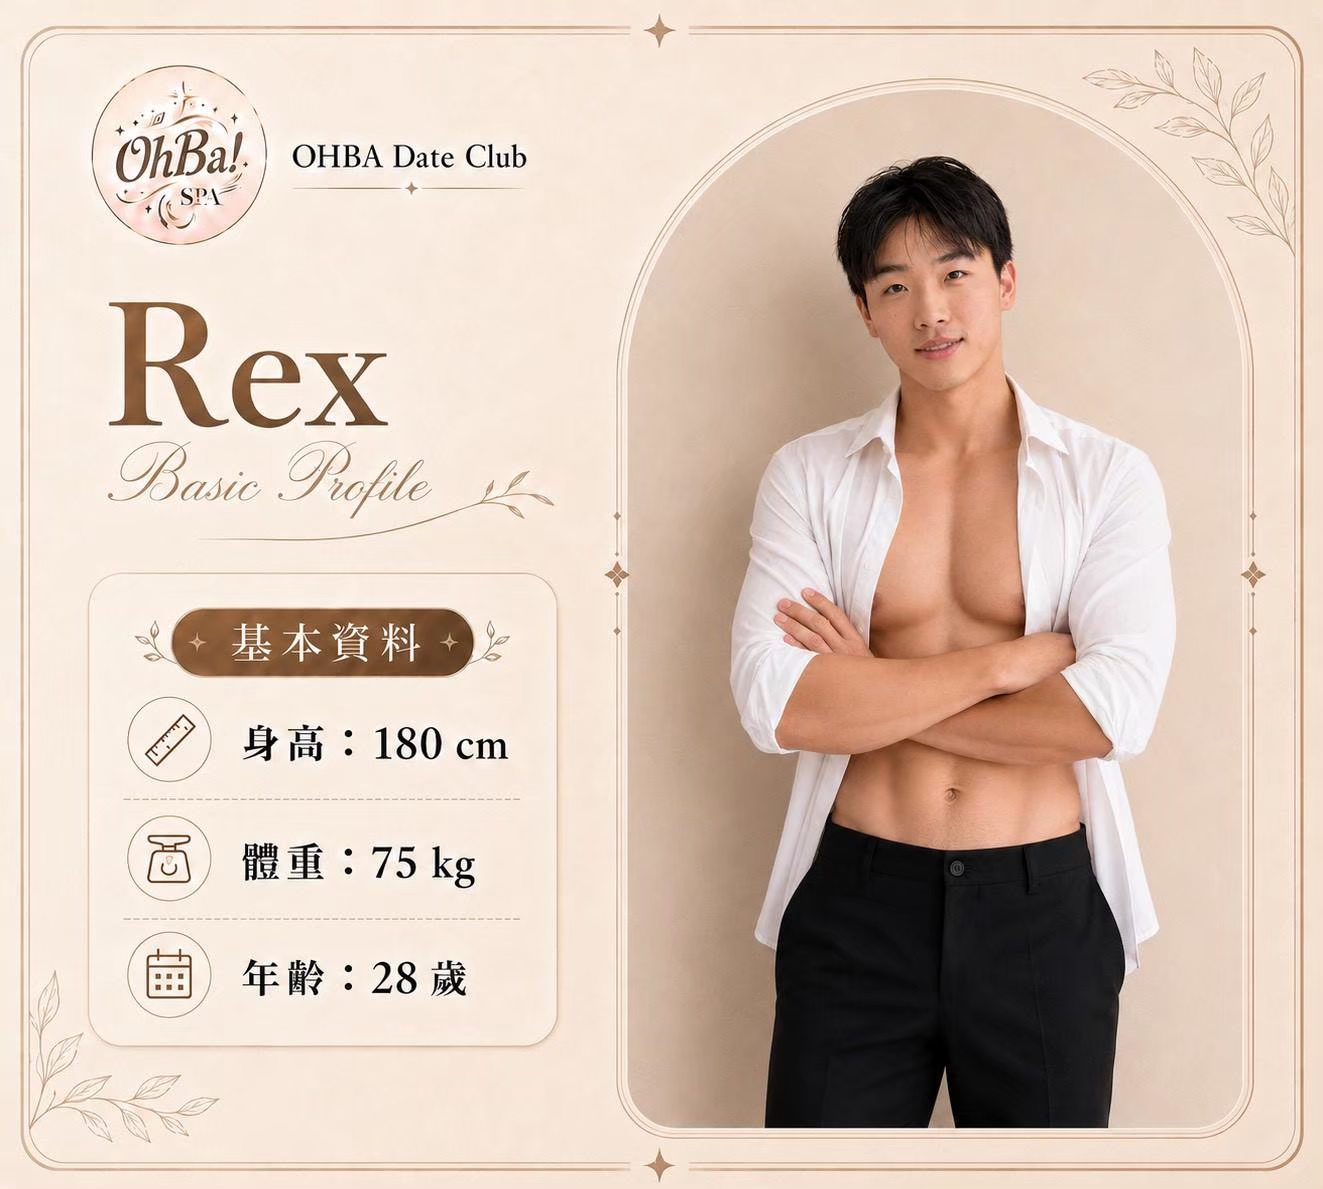 OhBa!
SPA
OHBA Date Club
Rex
Basic Profile
基本資料
身高：180 cm
體重：75 kg
年齡：28 歲